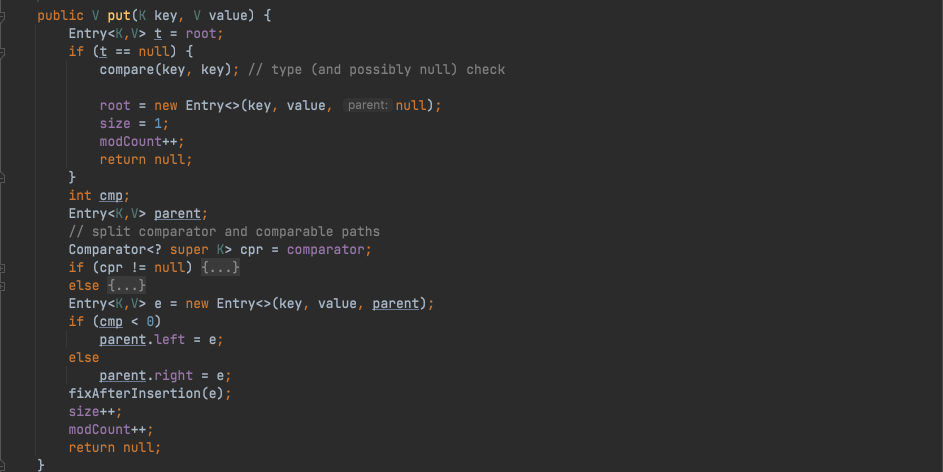 public V put(K key, V value) {
Entry<K,V> t = root;
if (t == null) {
compare(key, key); // type (and possibly null) check
root = new Entry<>(key, value, parent: null);
size = 1;
modCount++;
return null;
}
int cmp;
Entry<K,V> parent;
// split comparator and comparable paths
Comparator<? super K> cpr = comparator;
if (cpr != null) {...}
else {...}
Entry<K,V> e = new Entry<>(key, value, parent);
if (cmp < 0)
parent.left = e;
else
parent.right = e;
fixAfterInsertion(e);
size++;
modCount++;
return null;
}